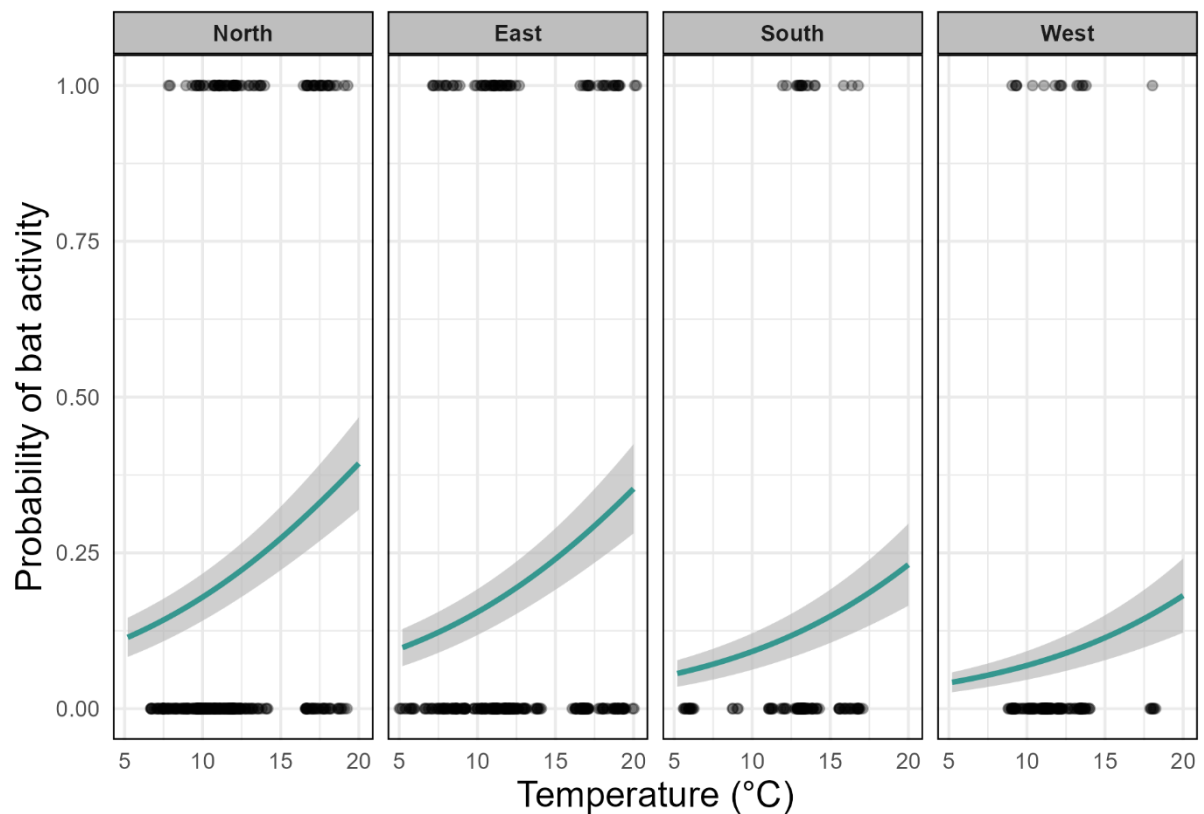 North East South West
Probability of bat activity
1.00
0.75
0.50
0.25
0.00
5 10 15 20 5 10 15 20 5 10 15 20 5 10 15 20
Temperature (°C)